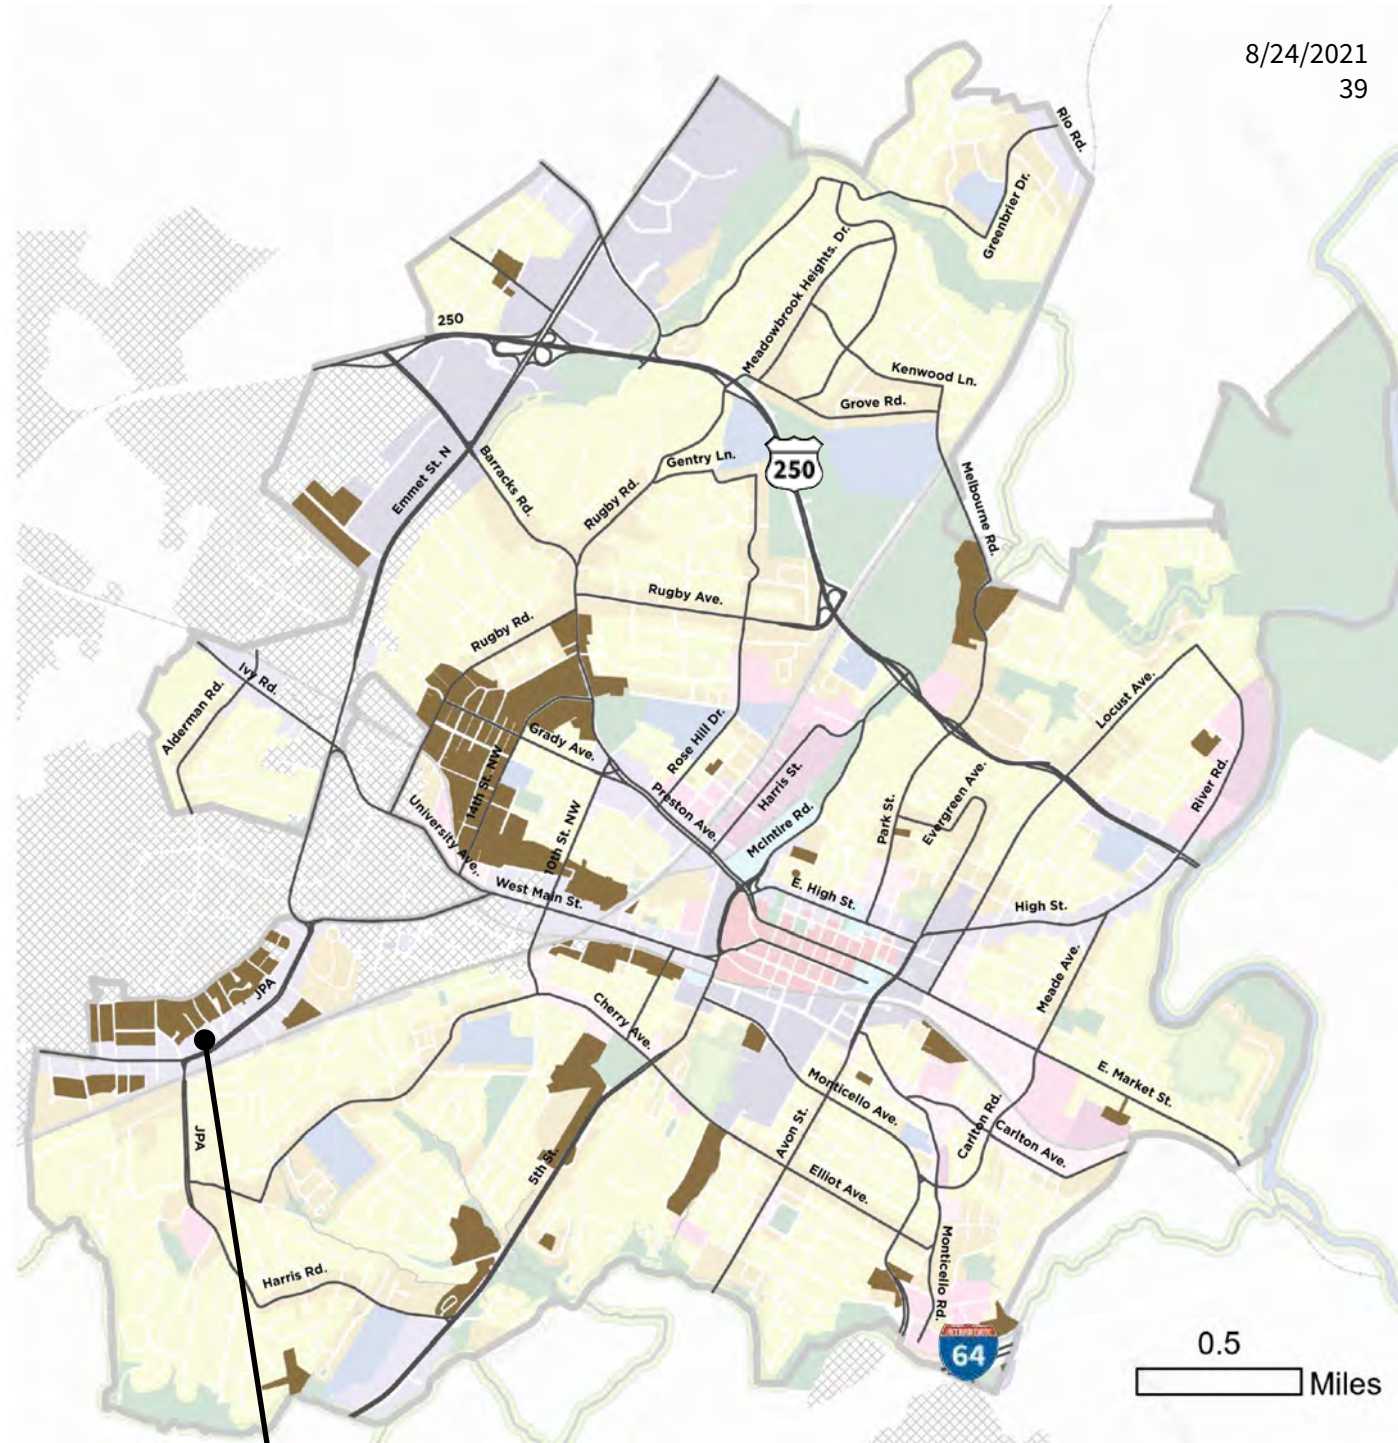 8/24/2021
39
Rio Rd.
Greenbrier Dr.
Meadowbrook Heights. Dr.
250
Kenwood Ln.
Grove Rd.
Emmet St. N
Barracks Rd.
Gentry Ln.
250
Rugby Rd.
Melbourne Rd.
Rugby Ave.
Rugby Rd.
Ivy Rd.
Alderman Rd.
Locust Ave.
Rose Hill Dr.
Grady Ave.
14th St. NW
Harris St.
River Rd.
Preston Ave.
Evergreen Ave.
Park St.
McIntire Rd.
University Ave.
10th St. NW
West Main St.
E. High St.
High St.
JPA
Meade Ave.
Cherry Ave.
E. Market St.
Monticello Ave.
JPA
Avon St.
Carlton Rd.
Carlton Ave.
5th St.
Elliot Ave.
Harris Rd.
Monticello Rd.
64
0.5
Miles